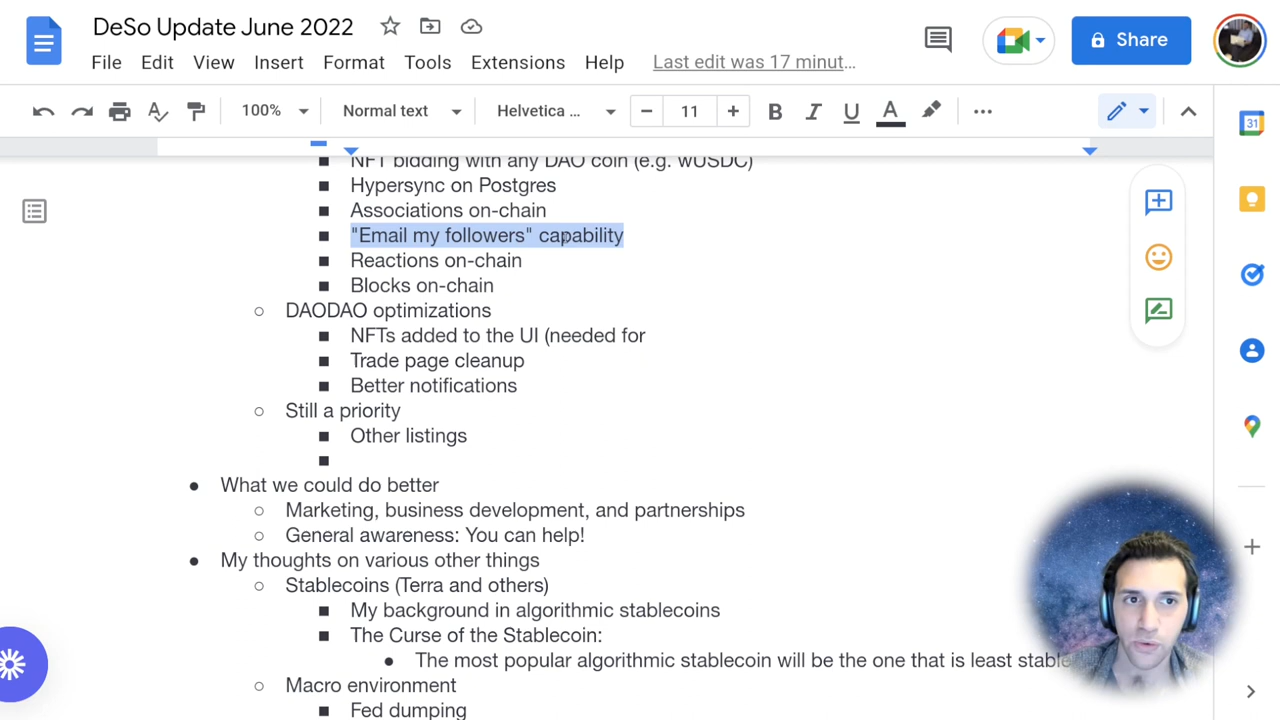 DeSo Update June 2022
Share
File Edit View Insert Format Tools Extensions Help Last edit was 17 minut...
100% Normal text Helvetica ... 11 B I U A
31
NFT bidding with any DAO coin (e.g. wUSDC)
Hypersync on Postgres
Associations on-chain
"Email my followers" capability
Reactions on-chain
Blocks on-chain
DAODAO optimizations
NFTs added to the UI (needed for
Trade page cleanup
Better notifications
Still a priority
Other listings
What we could do better
Marketing, business development, and partnerships
General awareness: You can help!
My thoughts on various other things
Stablecoins (Terra and others)
My background in algorithmic stablecoins
The Curse of the Stablecoin:
The most popular algorithmic stablecoin will be the one that is least stable
Macro environment
Fed dumping